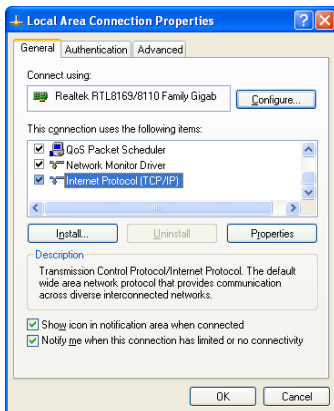 Local Area Connection Properties
General Authentication Advanced
Connect using:
Realtek RTL8169/8110 Family Gigab Configure...
This connection uses the following items:
QoS Packet Scheduler
Network Monitor Driver
Internet Protocol (TCP/IP)
Install... Uninstall Properties
Description
Transmission Control Protocol/Internet Protocol. The default
wide area network protocol that provides communication
across diverse interconnected networks.
Show icon in notification area when connected
Notify me when this connection has limited or no connectivity
OK Cancel